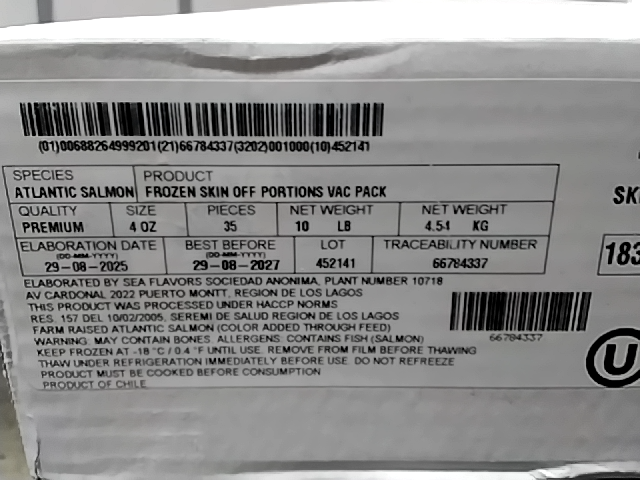 (01)00688264999201(21)66784337(3202)001000(10)452141
SPECIES PRODUCT
ATLANTIC SALMON FROZEN SKIN OFF PORTIONS VAC PACK
QUALITY SIZE PIECES NET WEIGHT NET WEIGHT
PREMIUM 4 OZ 35 10 LB 4.54 KG
ELABORATION DATE BEST BEFORE LOT TRACEABILITY NUMBER
(DD-MM-YYYY) (DD-MM-YYYY)
29-08-2025 29-08-2027 452141 66784337
ELABORATED BY SEA FLAVORS SOCIEDAD ANONIMA, PLANT NUMBER 10718
AV CARDONAL 2022 PUERTO MONTT, REGION DE LOS LAGOS
THIS PRODUCT WAS PROCESSED UNDER HACCP NORMS
RES. 157 DEL 10/02/2005, SEREMI DE SALUD REGION DE LOS LAGOS
FARM RAISED ATLANTIC SALMON (COLOR ADDED THROUGH FEED)
WARNING. MAY CONTAIN BONES. ALLERGENS. CONTAINS FISH (SALMON)
KEEP FROZEN AT -18 °C / 0.4 °F UNTIL USE. REMOVE FROM FILM BEFORE THAWING
THAW UNDER REFRIGERATION IMMEDIATELY BEFORE USE. DO NOT REFREEZE
PRODUCT MUST BE COOKED BEFORE CONSUMPTION
PRODUCT OF CHILE
66784337
SK
183
U